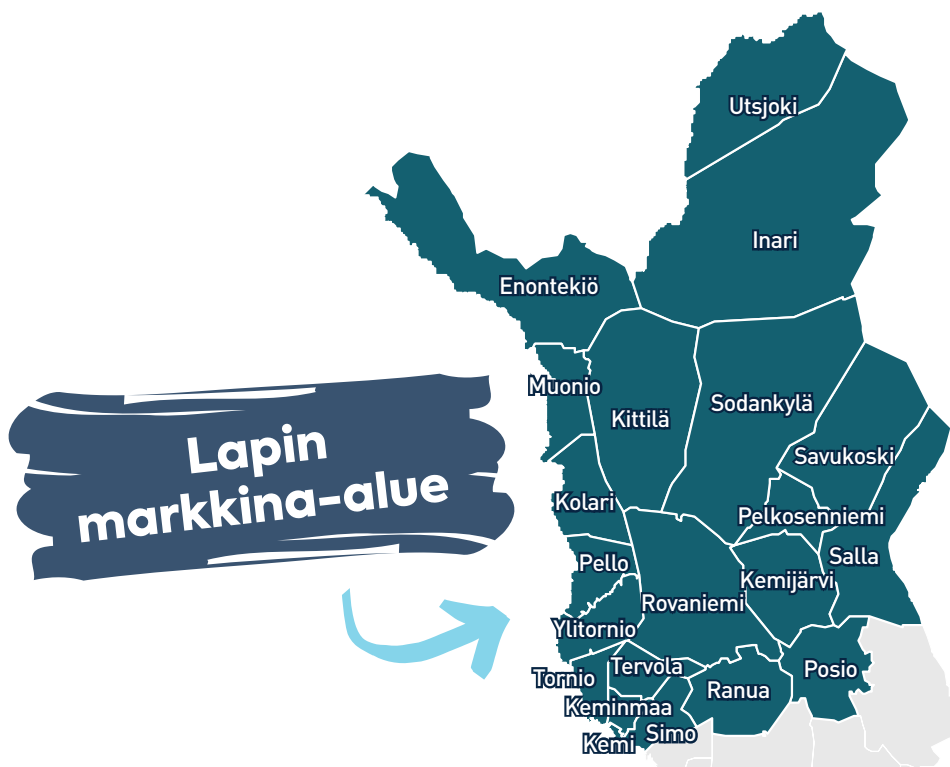 Utsjoki
Inari
Enontekiö
Muonio
Kittilä
Sodankylä
Lapin
markkina-alue
Savukoski
Kolari
Pelkosenniemi
Pello
Salla
Kemijärvi
Rovaniemi
Ylitornio
Tervola
Posio
Tornio
Ranua
Keminmaa
Simo
Kemi